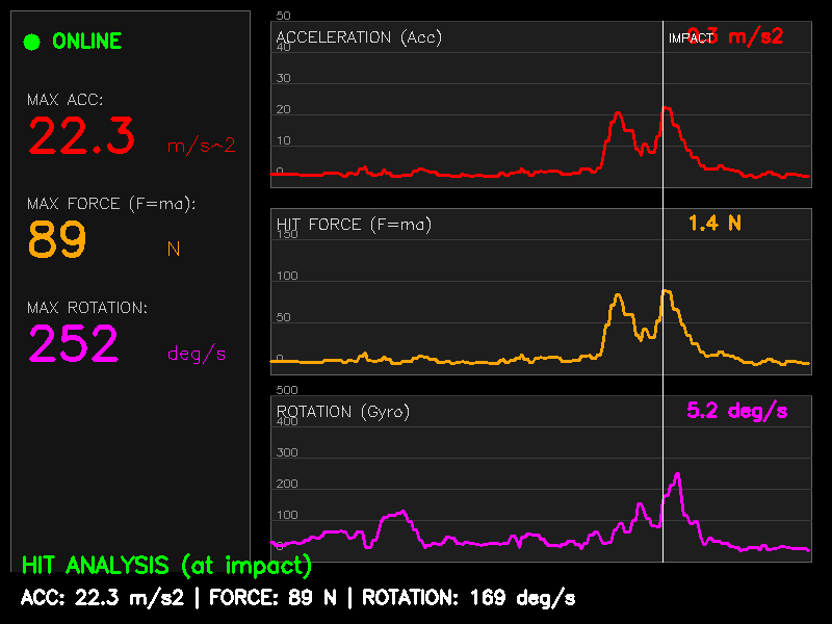 ONLINE
MAX ACC:
22.3 m/s^2
MAX FORCE (F=ma):
89 N
MAX ROTATION:
252 deg/s
50
ACCELERATION (Acc)
IMPACT
0.3 m/s2
40
30
20
10
0
HIT FORCE (F=ma)
1.4 N
150
100
50
0
500
ROTATION (Gyro)
5.2 deg/s
400
300
200
100
0
HIT ANALYSIS (at impact)
ACC: 22.3 m/s2 | FORCE: 89 N | ROTATION: 169 deg/s